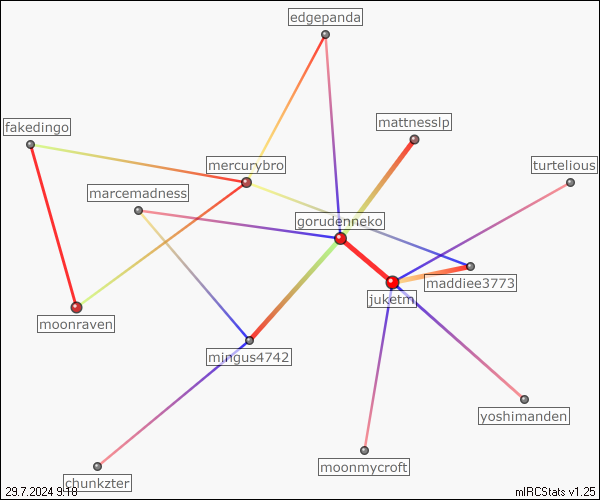 edgepanda
mattnesslp
fakedingo
mercurybro
turtelious
marcemadness
gorudenneko
maddiee3773
juketm
moonraven
mingus4742
yoshimanden
moonmycroft
chunkzter
29.7.2024 9:18
mIRCStats v1.25